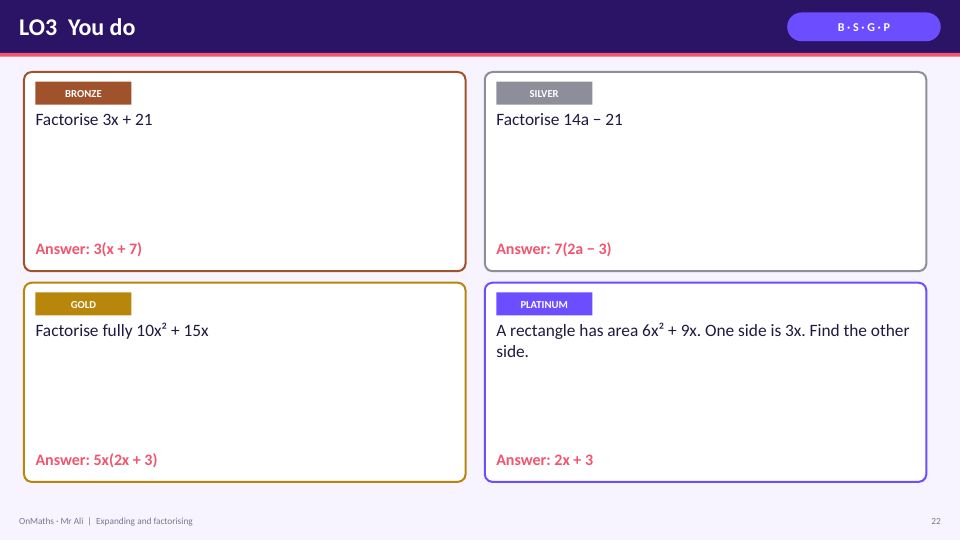 LO3  You do
B · S · G · P
BRONZE
Factorise 3x + 21
Answer: 3(x + 7)
SILVER
Factorise 14a − 21
Answer: 7(2a − 3)
GOLD
Factorise fully 10x² + 15x
Answer: 5x(2x + 3)
PLATINUM
A rectangle has area 6x² + 9x. One side is 3x. Find the other
side.
Answer: 2x + 3
OnMaths · Mr Ali  |  Expanding and factorising
22